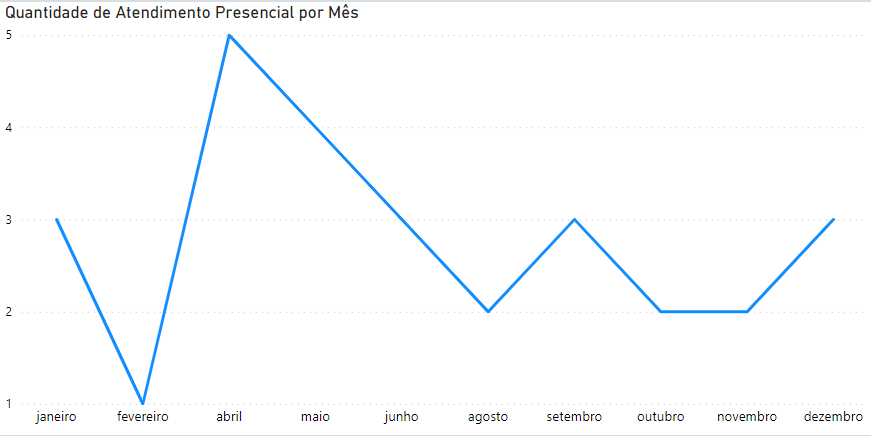 Quantidade de Atendimento Presencial por Mês
5
4
3
2
1
janeiro fevereiro abril maio junho agosto setembro outubro novembro dezembro